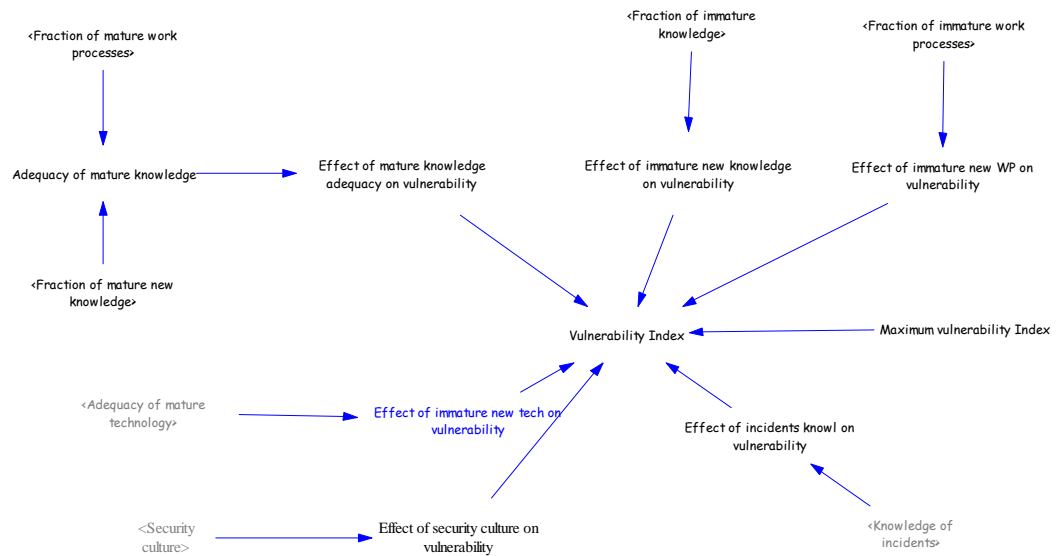 <Fraction of mature work
processes>
<Fraction of immature
knowledge>
<Fraction of immature work
processes>
Adequacy of mature knowledge
Effect of mature knowledge
adequacy on vulnerability
Effect of immature new knowledge
on vulnerability
Effect of immature new WP on
vulnerability
<Fraction of mature new
knowledge>
Vulnerability Index
Maximum vulnerability Index
<Adequacy of mature
technology>
Effect of immature new tech on
vulnerability
Effect of incidents knowl on
vulnerability
<Security
culture>
Effect of security culture on
vulnerability
<Knowledge of
incidents>